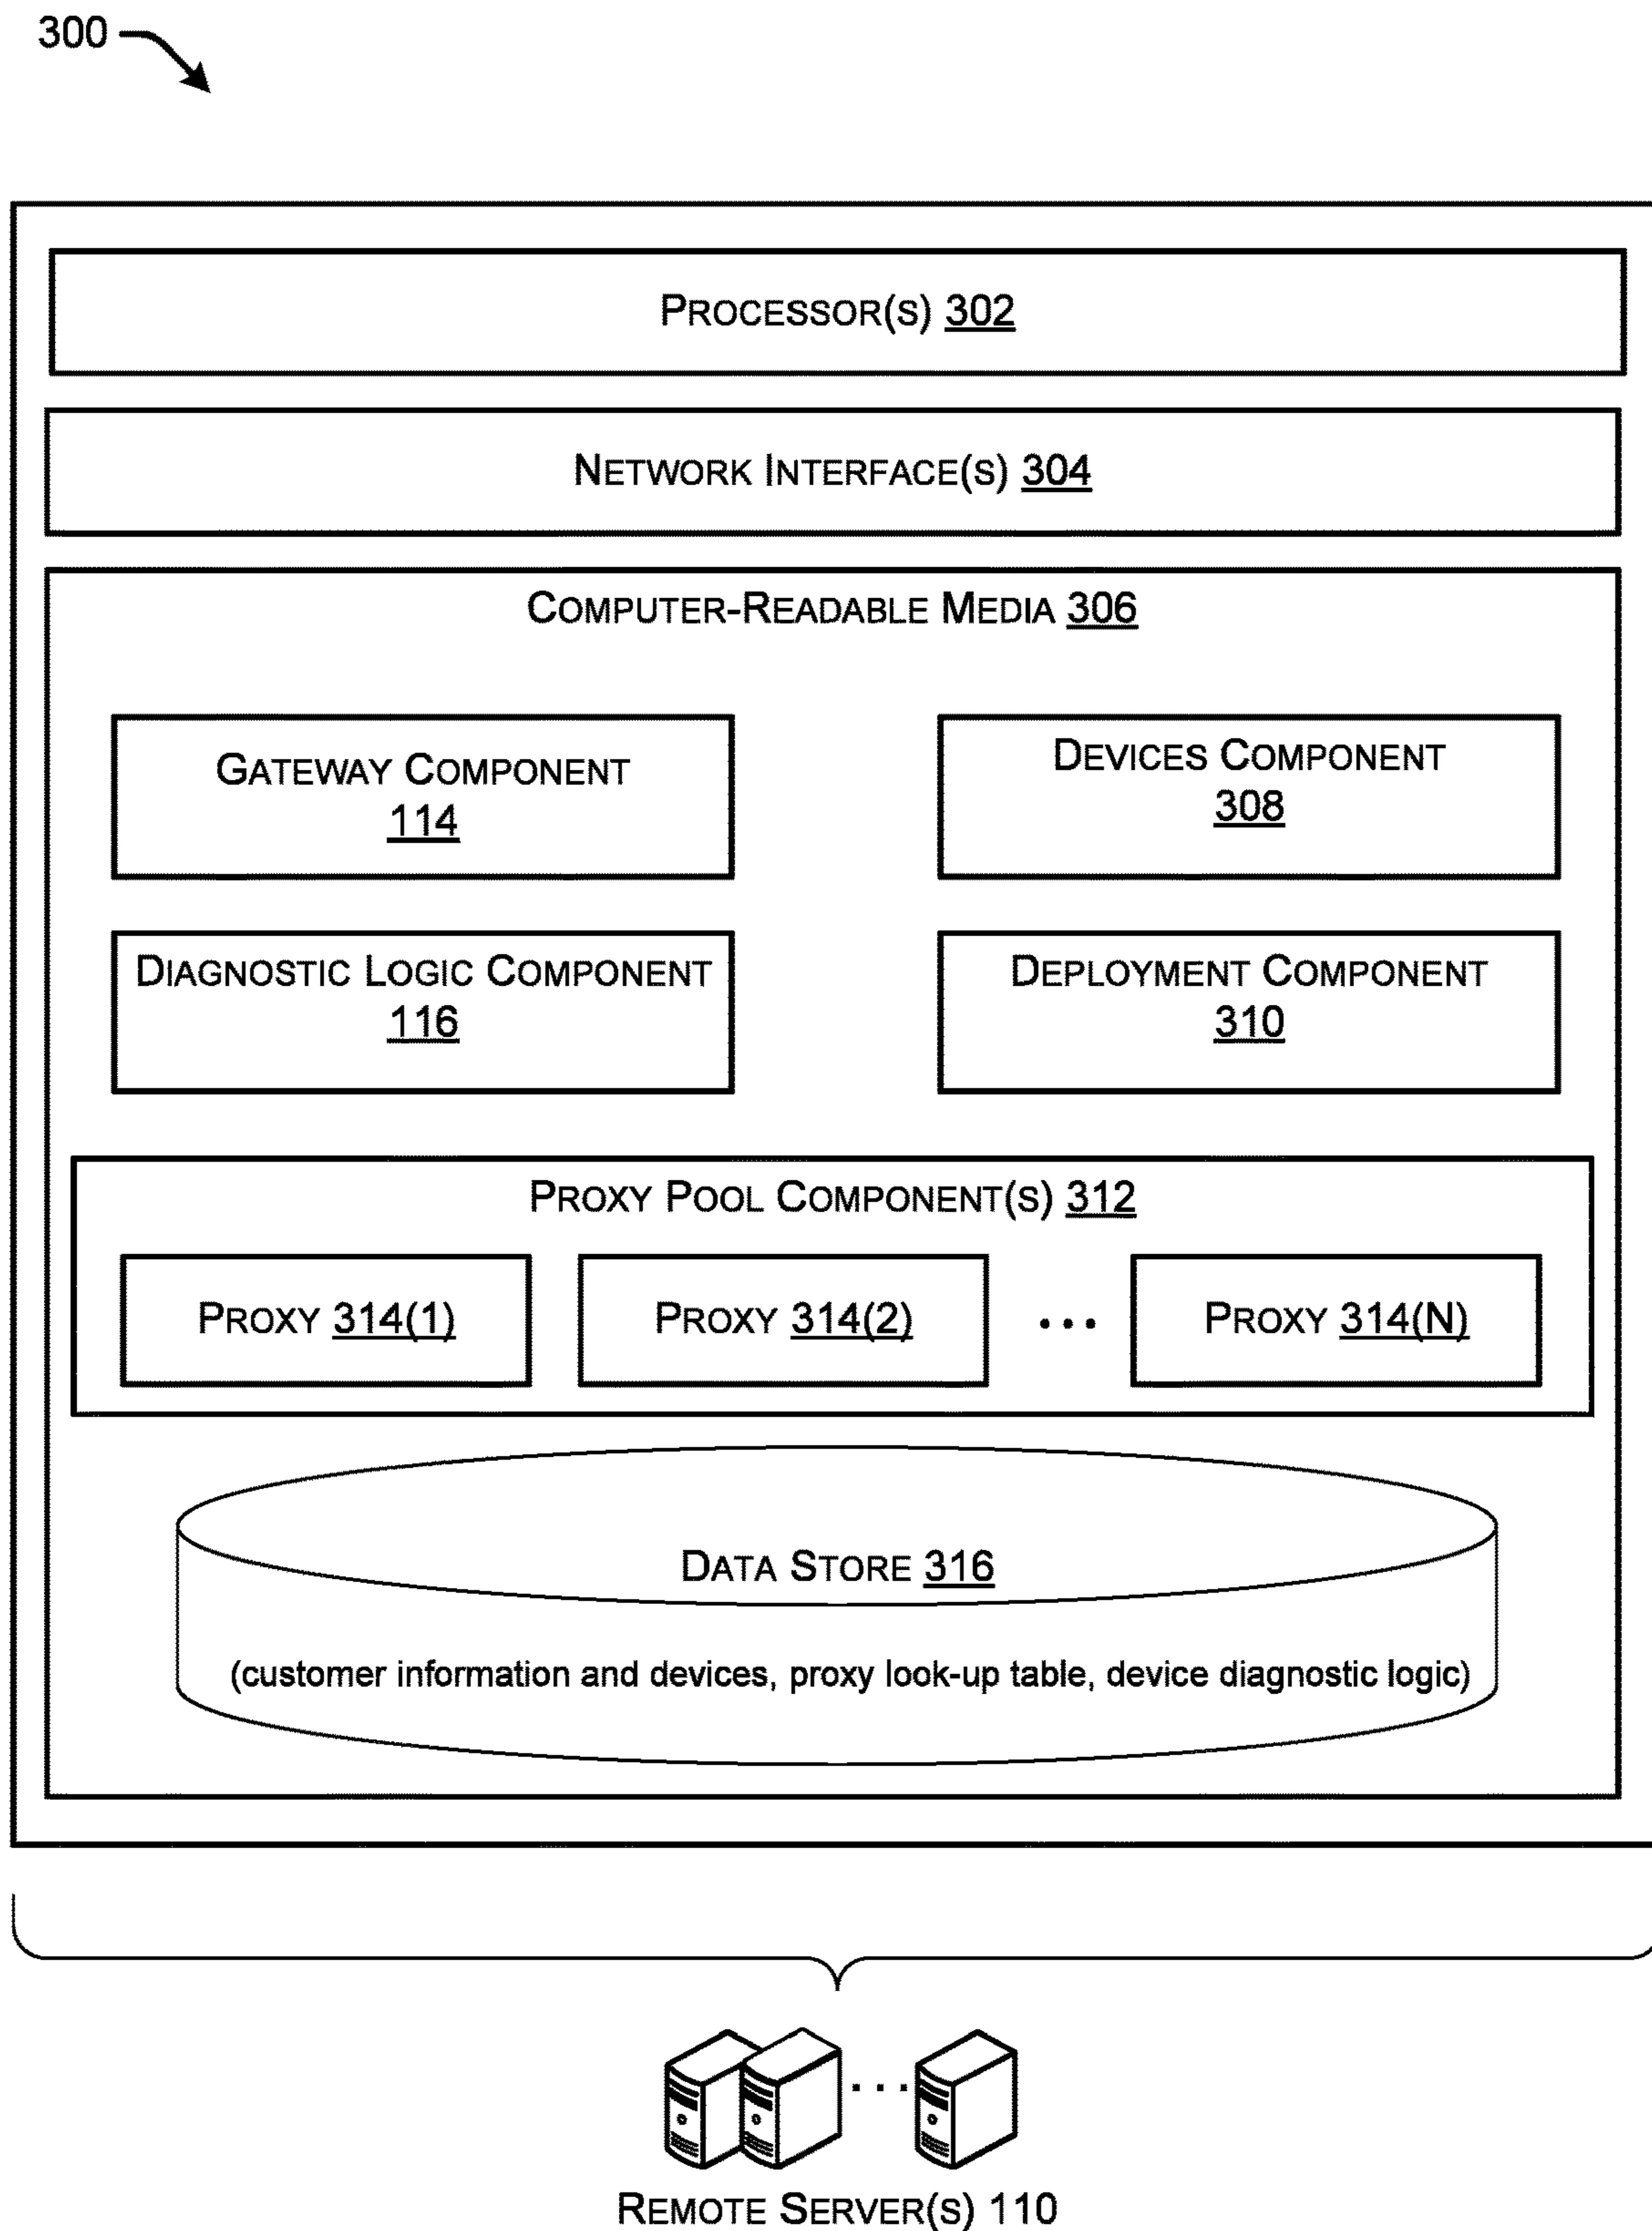 300
PROCESSOR(S) 302
NETWORK INTERFACE(S) 304
COMPUTER-READABLE MEDIA 306
GATEWAY COMPONENT
114
DEVICES COMPONENT
308
DIAGNOSTIC LOGIC COMPONENT
116
DEPLOYMENT COMPONENT
310
PROXY POOL COMPONENT(S) 312
PROXY 314(1)
PROXY 314(2)
...
PROXY 314(N)
DATA STORE 316
(customer information and devices, proxy look-up table, device diagnostic logic)
...
REMOTE SERVER(S) 110